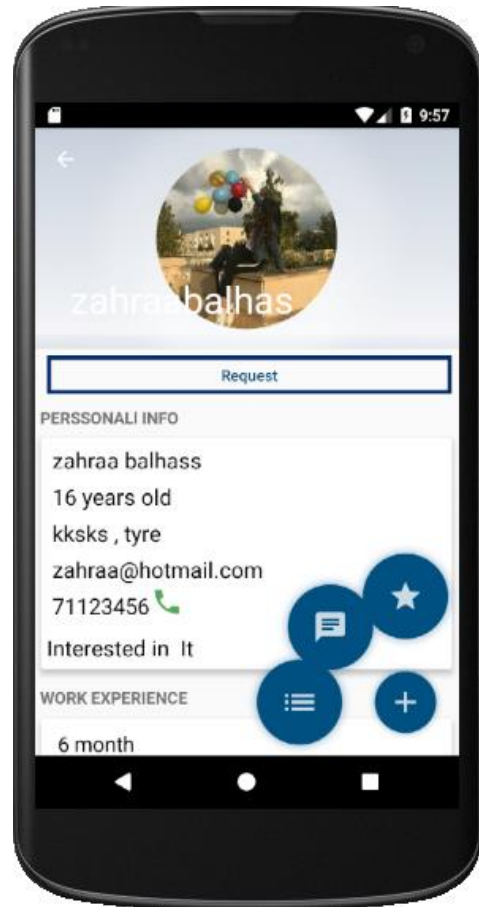 9:57
zahraabalhas
Request
PERSSONALI INFO
zahraa balhass
16 years old
kksks , tyre
zahraa@hotmail.com
71123456
Interested in It
WORK EXPERIENCE
6 month